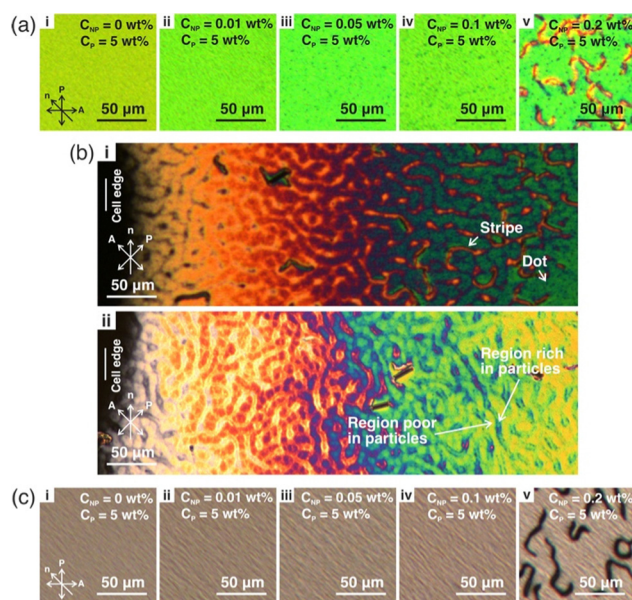 (a)
i
C_NP = 0 wt%
C_P = 5 wt%
n
P
A
50 μm
ii
C_NP = 0.01 wt%
C_P = 5 wt%
50 μm
iii
C_NP = 0.05 wt%
C_P = 5 wt%
50 μm
iv
C_NP = 0.1 wt%
C_P = 5 wt%
50 μm
v
C_NP = 0.2 wt%
C_P = 5 wt%
50 μm
(b)
i
Cell edge
n
A
P
50 μm
Stripe
Dot
ii
Cell edge
n
A
P
50 μm
Region rich
in particles
Region poor
in particles
(c)
i
C_NP = 0 wt%
C_P = 5 wt%
n
P
A
50 μm
ii
C_NP = 0.01 wt%
C_P = 5 wt%
50 μm
iii
C_NP = 0.05 wt%
C_P = 5 wt%
50 μm
iv
C_NP = 0.1 wt%
C_P = 5 wt%
50 μm
v
C_NP = 0.2 wt%
C_P = 5 wt%
50 μm